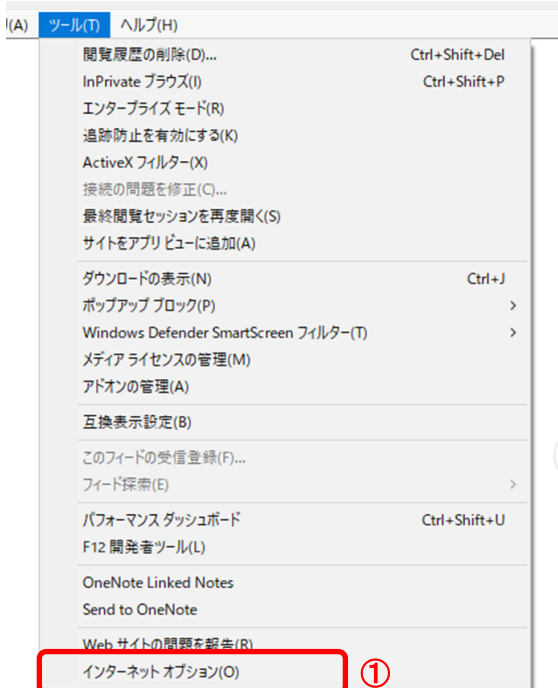 (A) ツール(T) ヘルプ(H)
閲覧履歴の削除(D)... Ctrl+Shift+Del
InPrivate ブラウズ(I) Ctrl+Shift+P
エンタープライズ モード(R)
追跡防止を有効にする(K)
ActiveX フィルター(X)
接続の問題を修正(C)...
最終閲覧セッションを再度開く(S)
サイトをアプリ ビューに追加(A)
ダウンロードの表示(N) Ctrl+J
ポップアップ ブロック(P)
Windows Defender SmartScreen フィルター(T)
メディア ライセンスの管理(M)
アドオンの管理(A)
互換表示設定(B)
このフィードの受信登録(F)...
フィード探索(E)
パフォーマンス ダッシュボード Ctrl+Shift+U
F12 開発者ツール(L)
OneNote Linked Notes
Send to OneNote
Web サイトの問題を報告(R)
インターネット オプション(O) ①